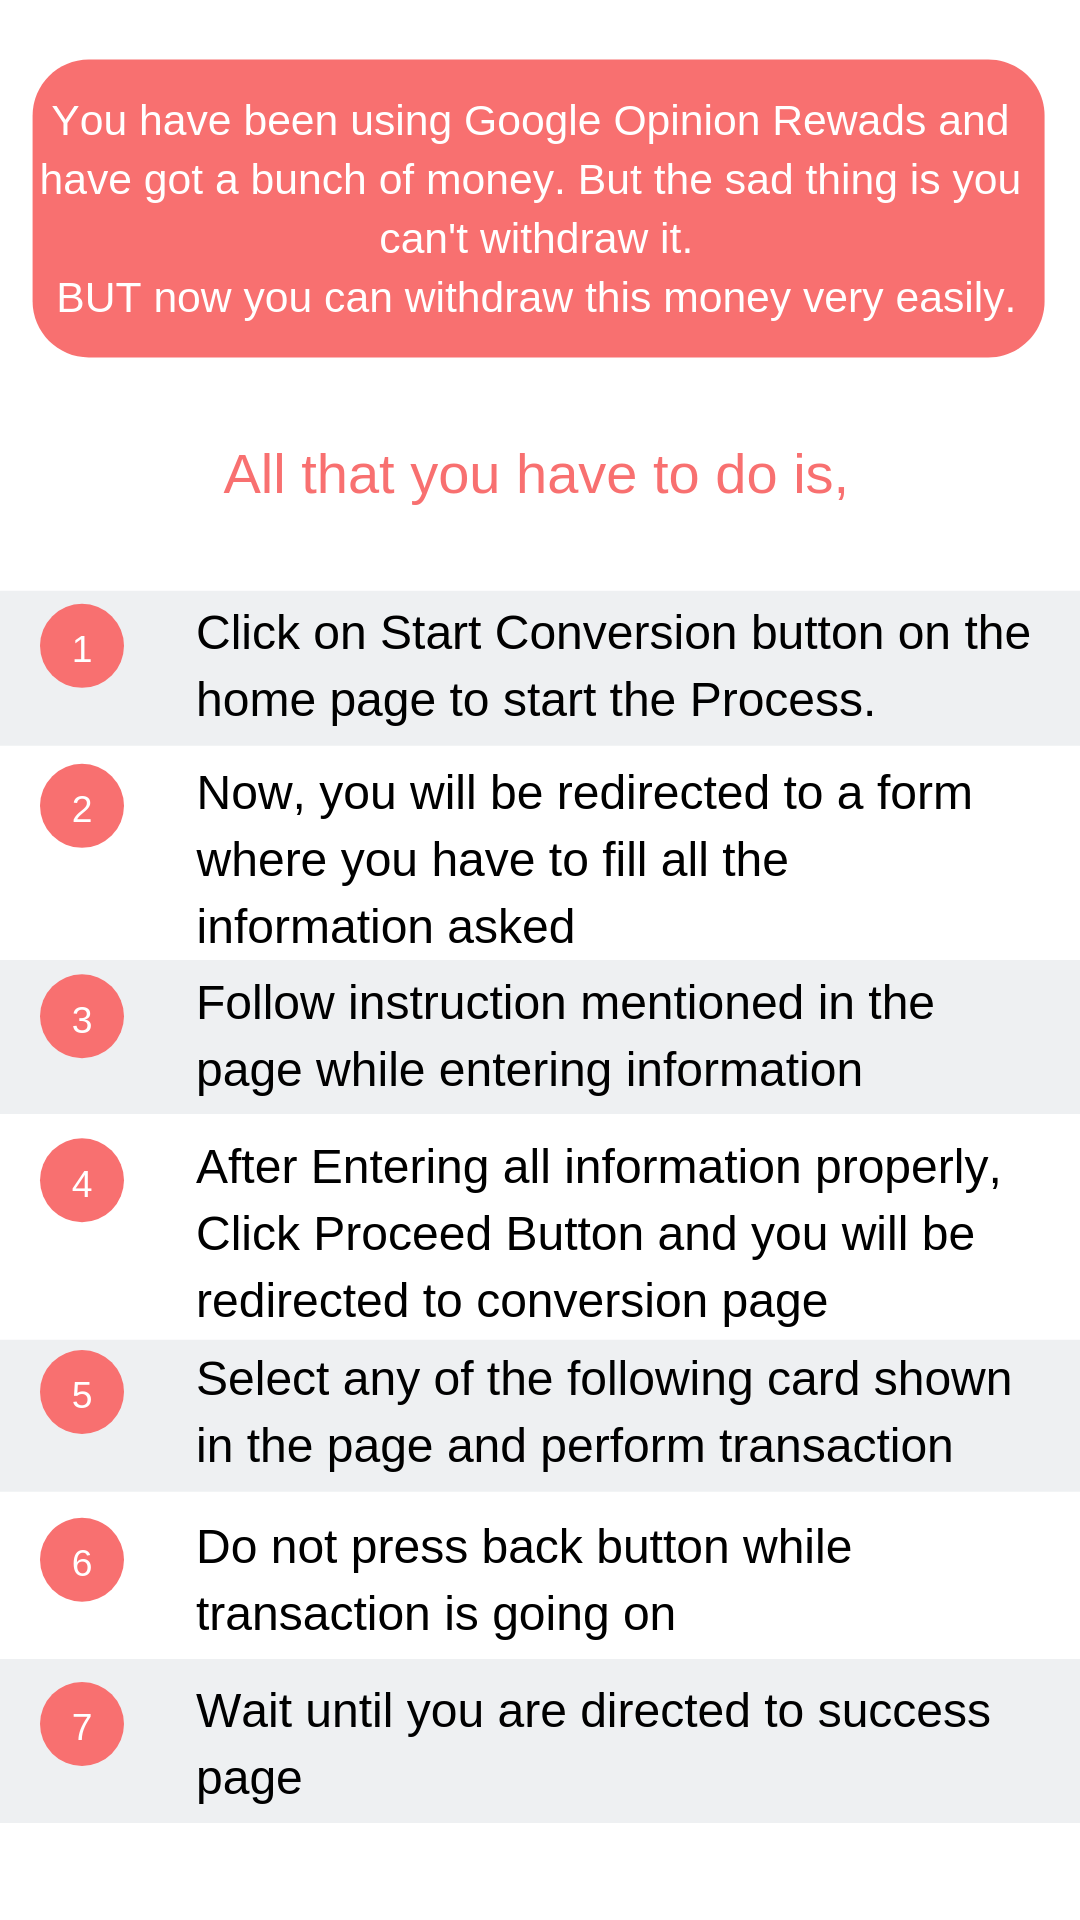 You have been using Google Opinion Rewads and
have got a bunch of money. But the sad thing is you
can't withdraw it.
BUT now you can withdraw this money very easily.
All that you have to do is,
1
Click on Start Conversion button on the
home page to start the Process.
2
Now, you will be redirected to a form
where you have to fill all the
information asked
3
Follow instruction mentioned in the
page while entering information
4
After Entering all information properly,
Click Proceed Button and you will be
redirected to conversion page
5
Select any of the following card shown
in the page and perform transaction
6
Do not press back button while
transaction is going on
7
Wait until you are directed to success
page